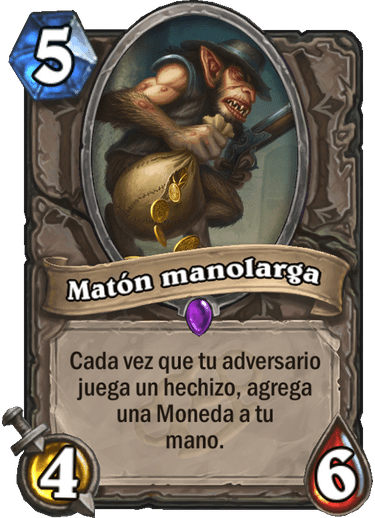 5
Matón manolarga
Cada vez que tu adversario
juega un hechizo, agrega
una Moneda a tu
mano.
4
6